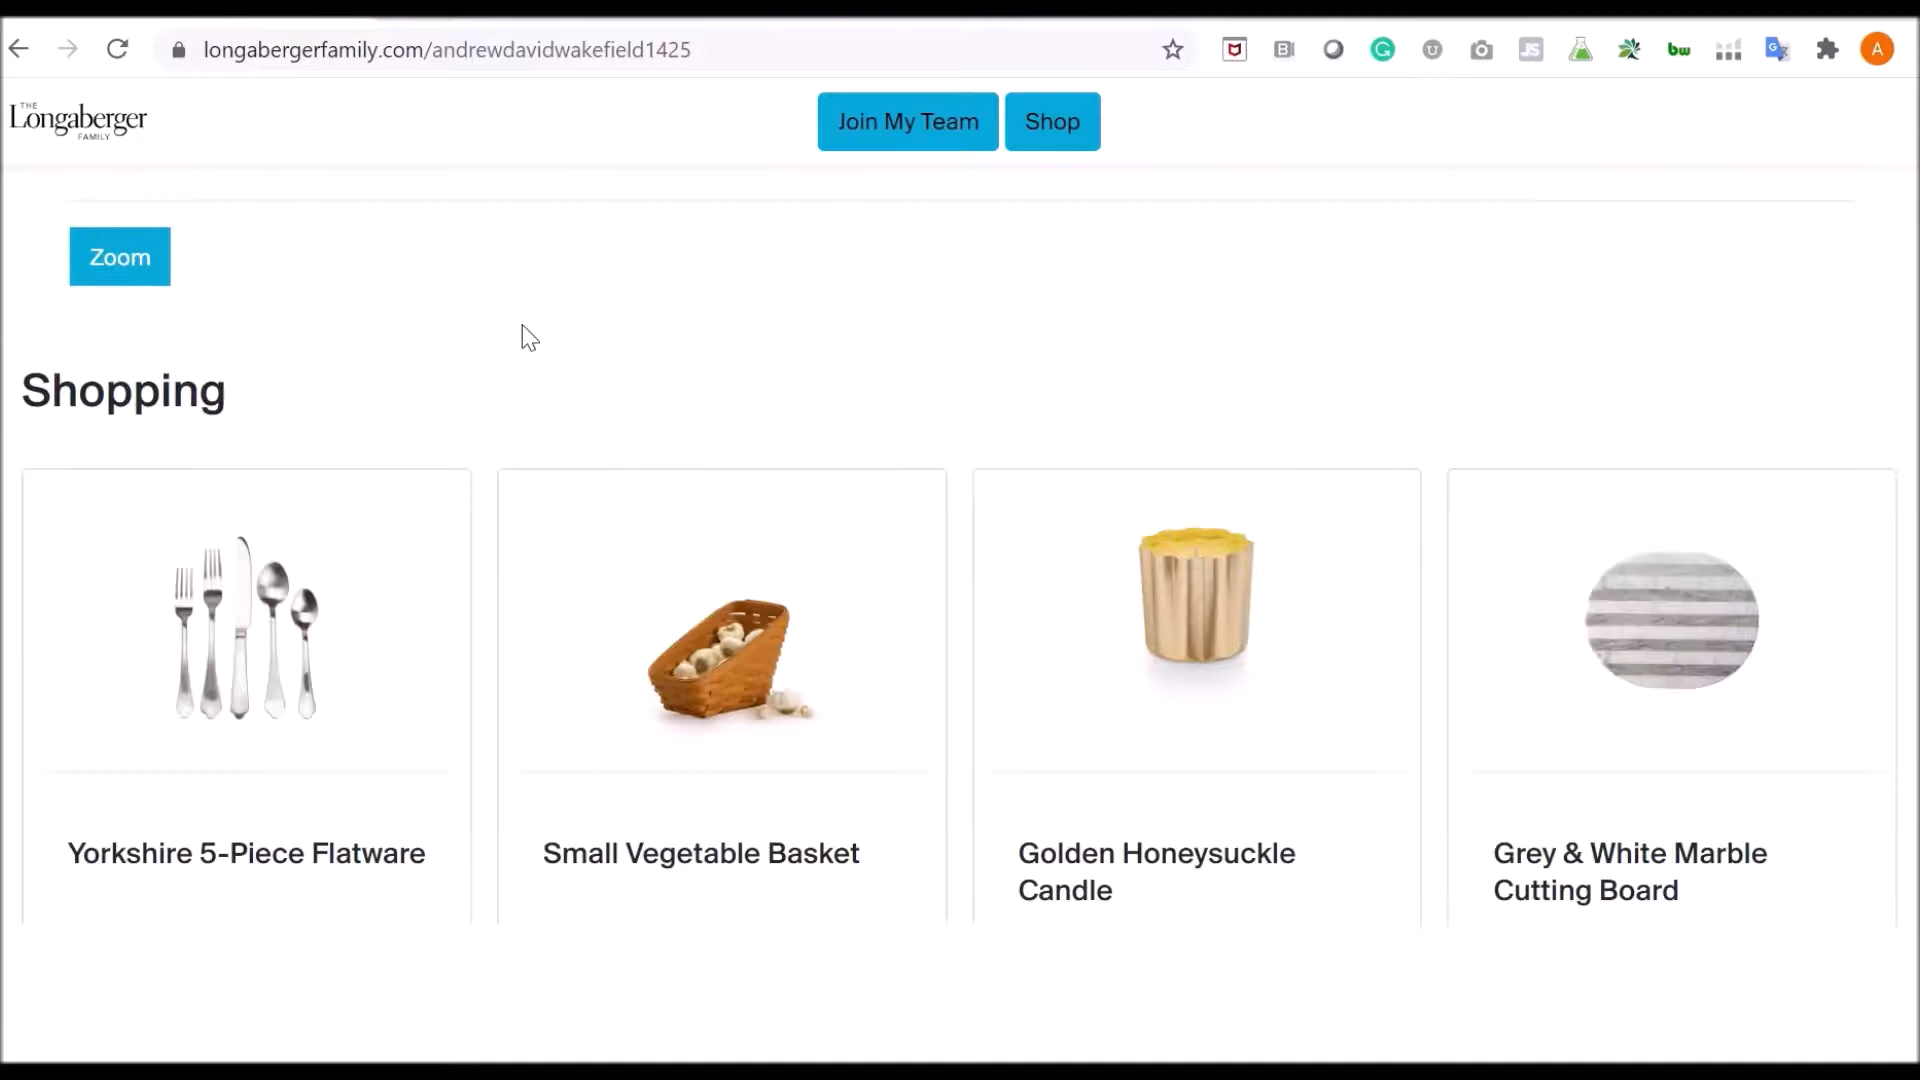 longabergerfamily.com/andrewdavidwakefield1425
B
G
U
JS
bw
G
A
THE
Longaberger
FAMILY
Join My Team
Shop
Zoom
Shopping
Yorkshire 5-Piece Flatware
Small Vegetable Basket
Golden Honeysuckle
Candle
Grey & White Marble
Cutting Board